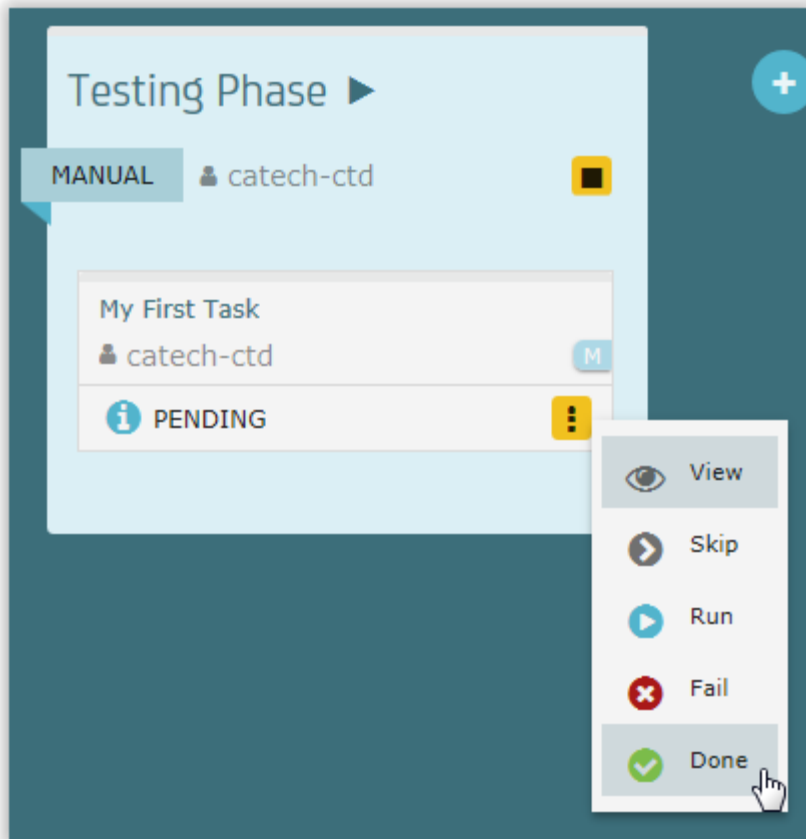 Testing Phase
MANUAL catech-ctd
My First Task
catech-ctd M
PENDING
View
Skip
Run
Fail
Done